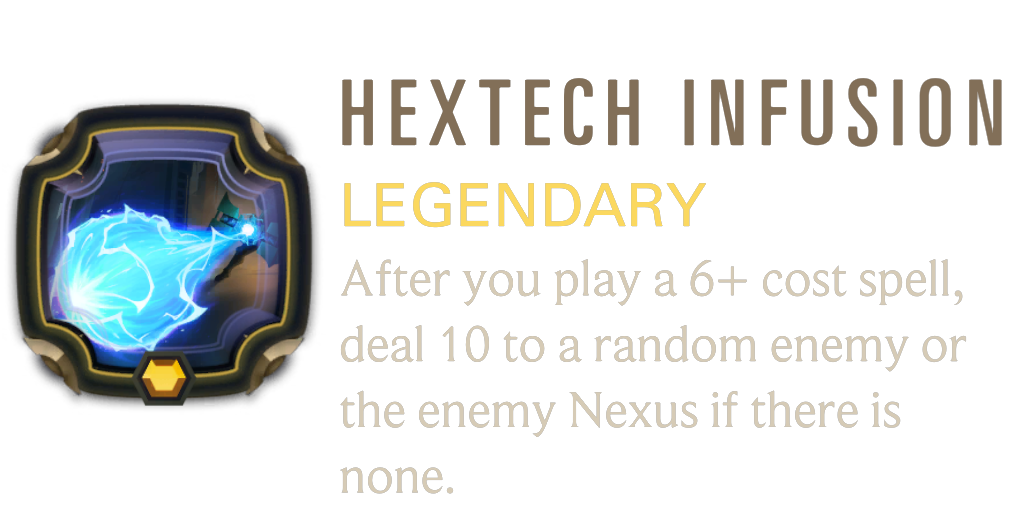 HEXTECH INFUSION
LEGENDARY
After you play a 6+ cost spell,
deal 10 to a random enemy or
the enemy Nexus if there is
none.